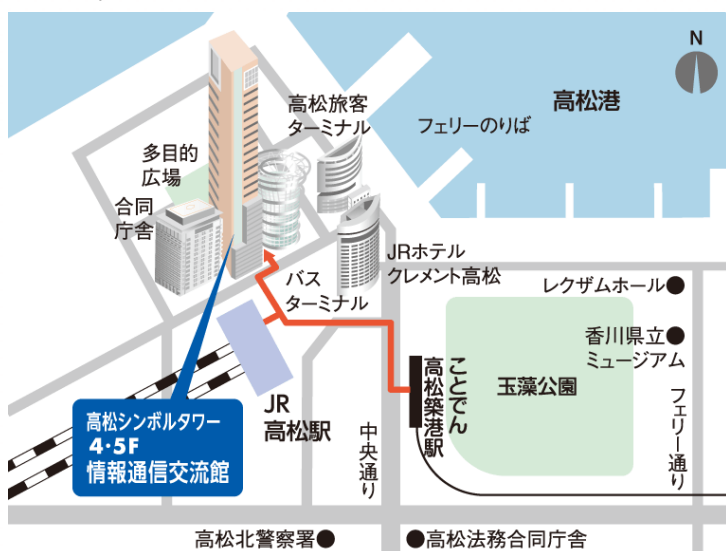 N
高松港
フェリーのりば
高松旅客
ターミナル
多目的
広場
合同
庁舎
JRホテル
クレメント高松
バス
ターミナル
レクザムホール
香川県立
ミュージアム
玉藻公園
ことでん
高松築港駅
JR
高松駅
中央通り
フェリー通り
高松シンボルタワー
4・5F
情報通信交流館
高松北警察署
高松法務合同庁舎